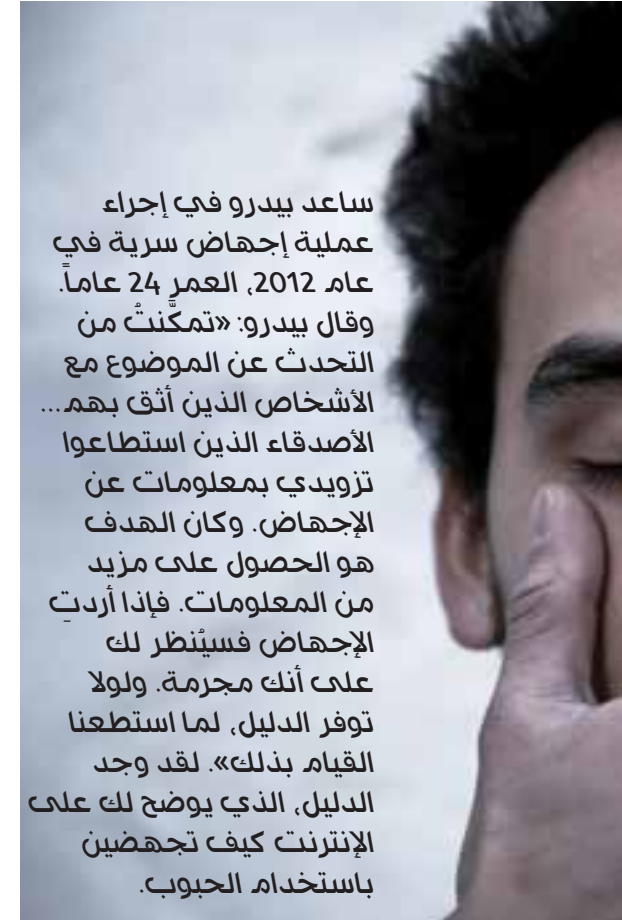 ساعد بيدرو في إجراء
عملية إجهاض سرية في
عام 2012، العمر 24 عاماً.
وقال بيدرو: «تمكَّنتُ من
التحدث عن الموضوع مع
الأشخاص الذين أثق بهم...
الأصدقاء الذين استطاعوا
تزويدي بمعلومات عن
الإجهاض. وكان الهدف
هو الحصول على مزيد
من المعلومات. فإذا أردتِ
الإجهاض فسيُنظر لك
على أنك مجرمة. ولولا
توفر الدليل، لما استطعنا
القيام بذلك». لقد وجد
الدليل، الذي يوضح لك على
الإنترنت كيف تجهضين
باستخدام الحبوب.